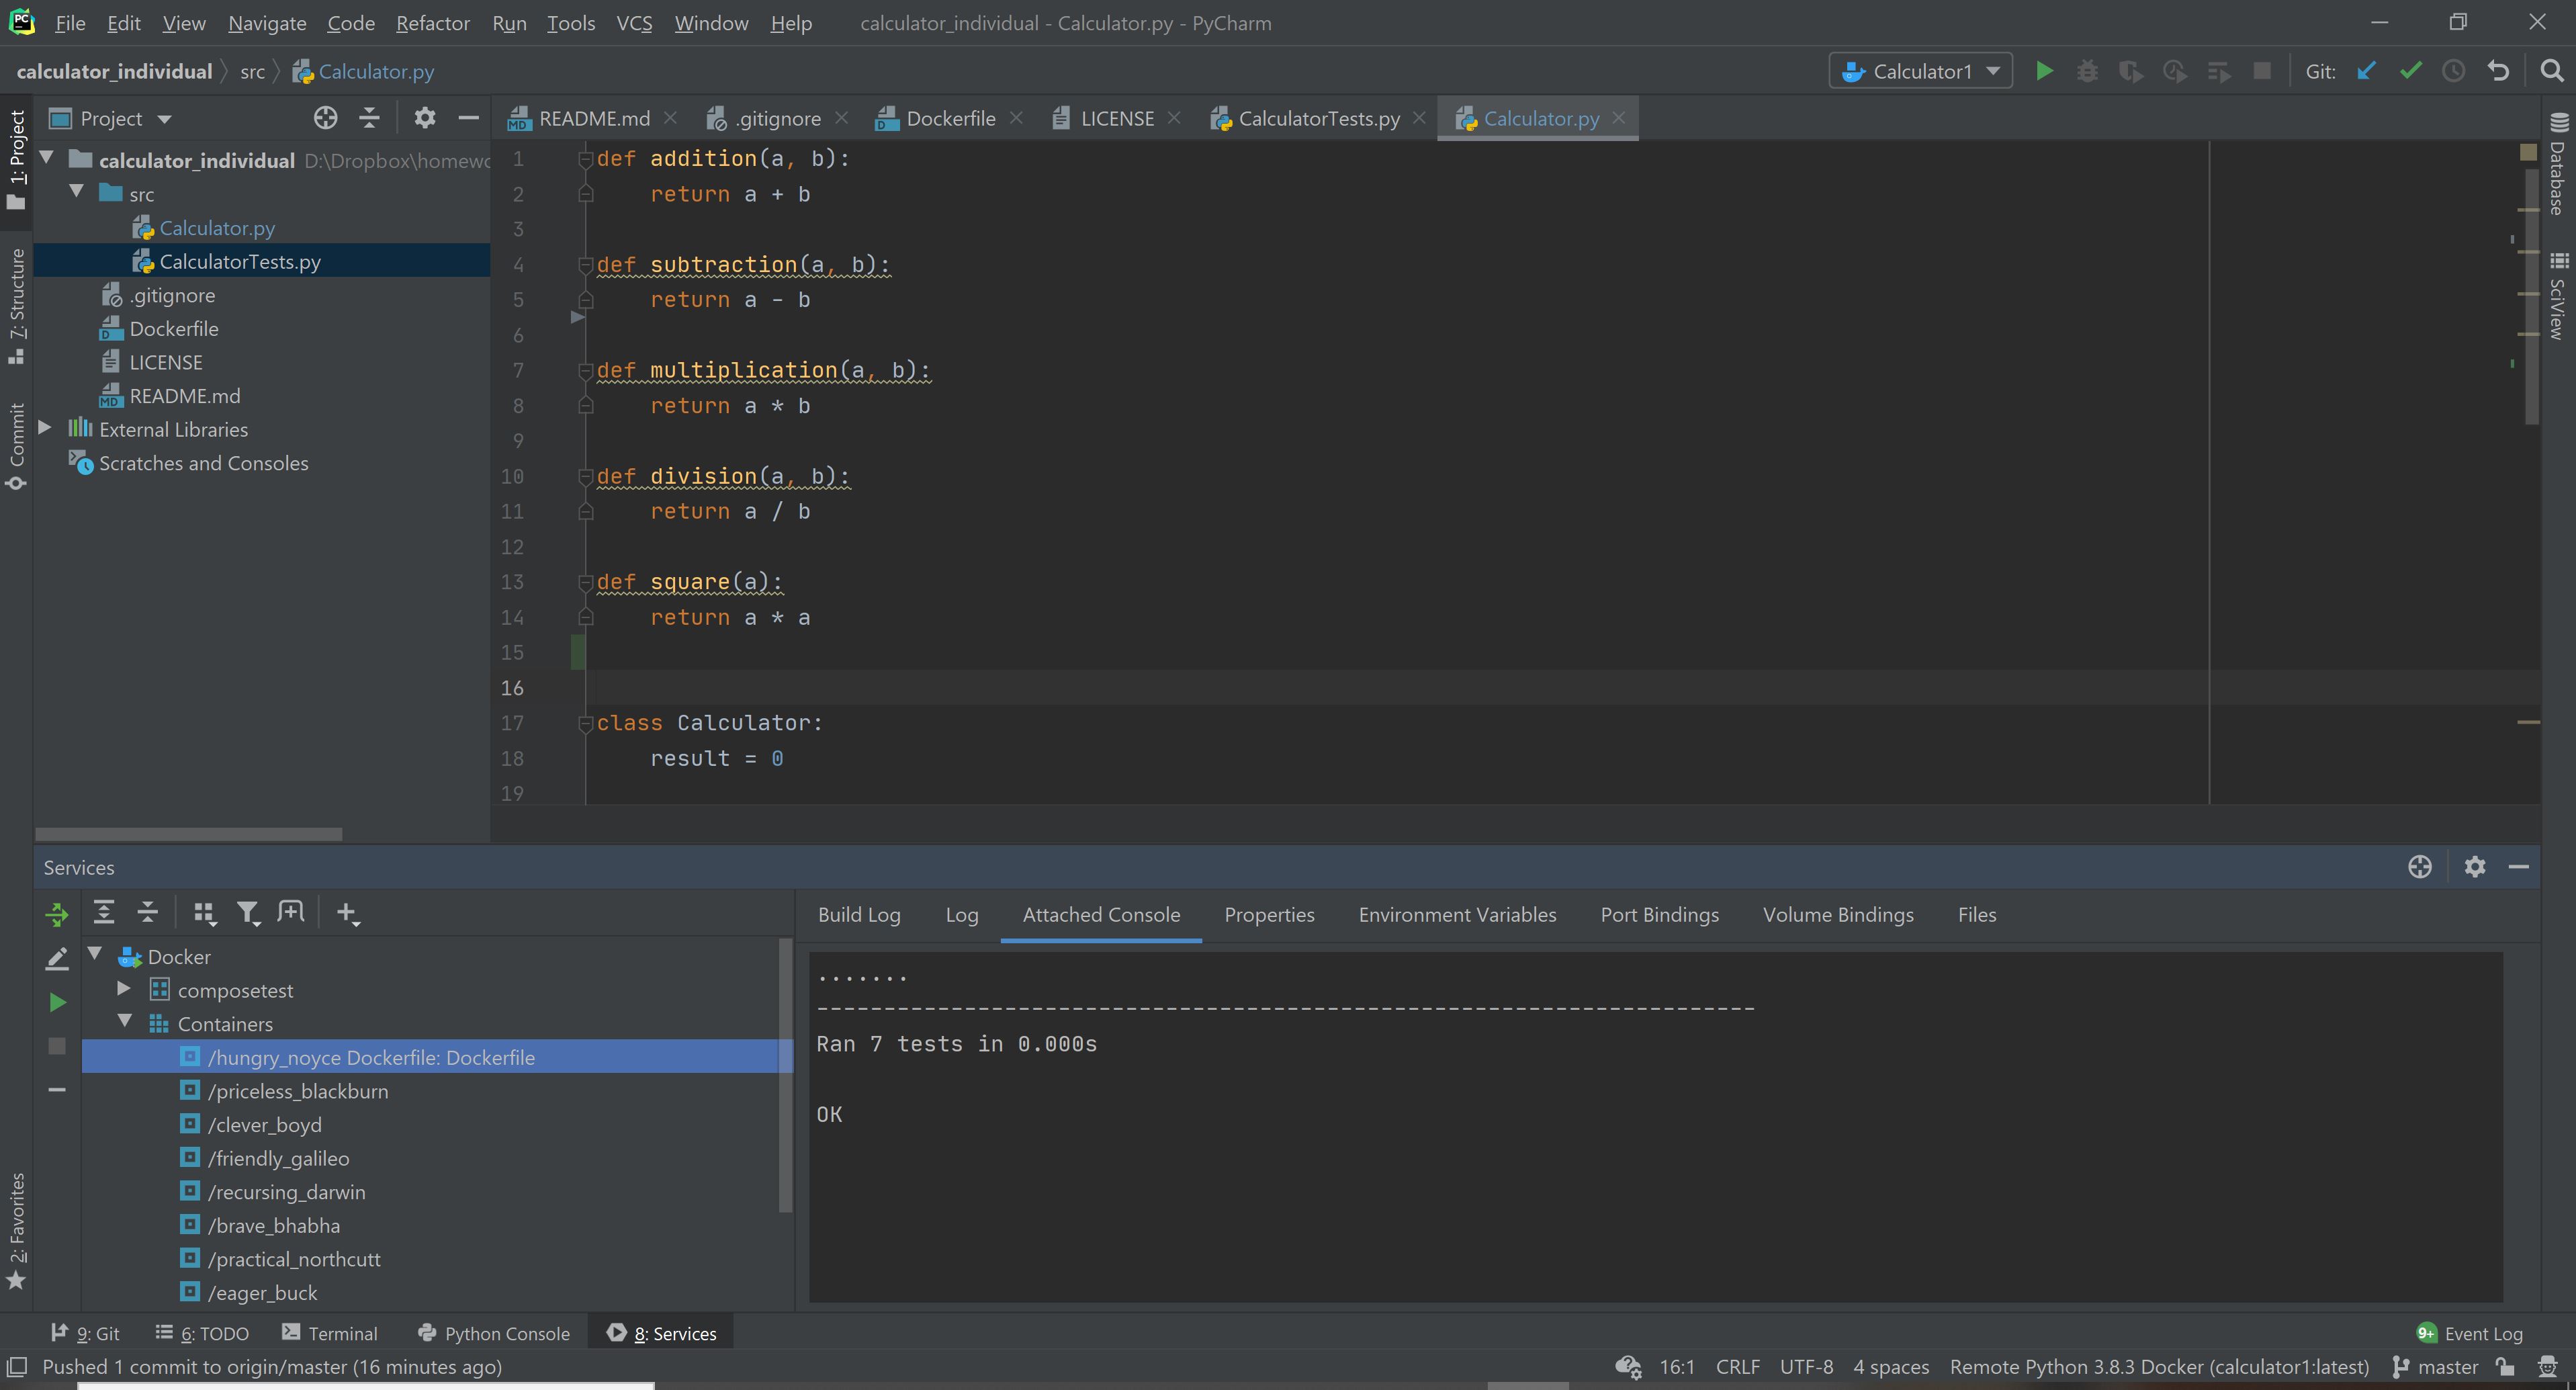 PC File Edit View Navigate Code Refactor Run Tools VCS Window Help calculator_individual - Calculator.py - PyCharm
calculator_individual src Calculator.py Calculator1 Git:
1: Project
7: Structure
Commit
2: Favorites
Project
calculator_individual D:\Dropbox\homewo
src
Calculator.py
CalculatorTests.py
.gitignore
Dockerfile
LICENSE
README.md
External Libraries
Scratches and Consoles
README.md .gitignore Dockerfile LICENSE CalculatorTests.py Calculator.py
1 def addition(a, b):
2 return a + b
3
4 def subtraction(a, b):
5 return a - b
6
7 def multiplication(a, b):
8 return a * b
9
10 def division(a, b):
11 return a / b
12
13 def square(a):
14 return a * a
15
16
17 class Calculator:
18 result = 0
19
Database
SciView
Services
Docker
composetest
Containers
/hungry_noyce Dockerfile: Dockerfile
/priceless_blackburn
/clever_boyd
/friendly_galileo
/recursing_darwin
/brave_bhabha
/practical_northcutt
/eager_buck
Build Log Log Attached Console Properties Environment Variables Port Bindings Volume Bindings Files
.......
----------------------------------------------------------------------
Ran 7 tests in 0.000s
OK
9: Git 6: TODO Terminal Python Console 8: Services 9+ Event Log
Pushed 1 commit to origin/master (16 minutes ago) 16:1 CRLF UTF-8 4 spaces Remote Python 3.8.3 Docker (calculator1:latest) master